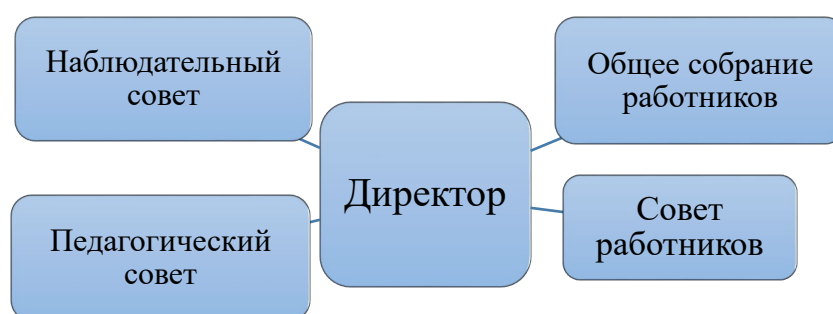 Наблюдательный
совет
Общее собрание
работников
Директор
Педагогический
совет
Совет
работников